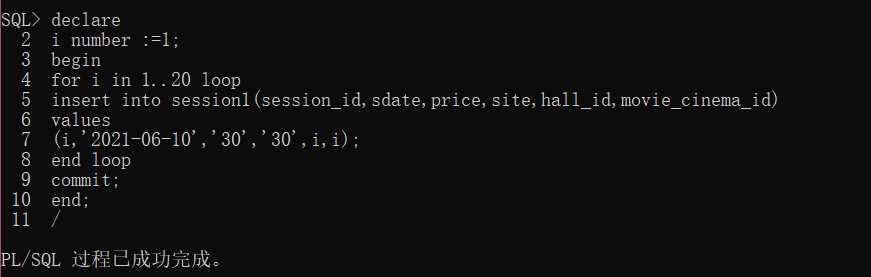 SQL> declare
2 i number :=1;
3 begin
4 for i in 1..20 loop
5 insert into session1(session_id,sdate,price,site,hall_id,movie_cinema_id)
6 values
7 (i,'2021-06-10','30','30',i,i);
8 end loop
9 commit;
10 end;
11 /
PL/SQL 过程已成功完成。